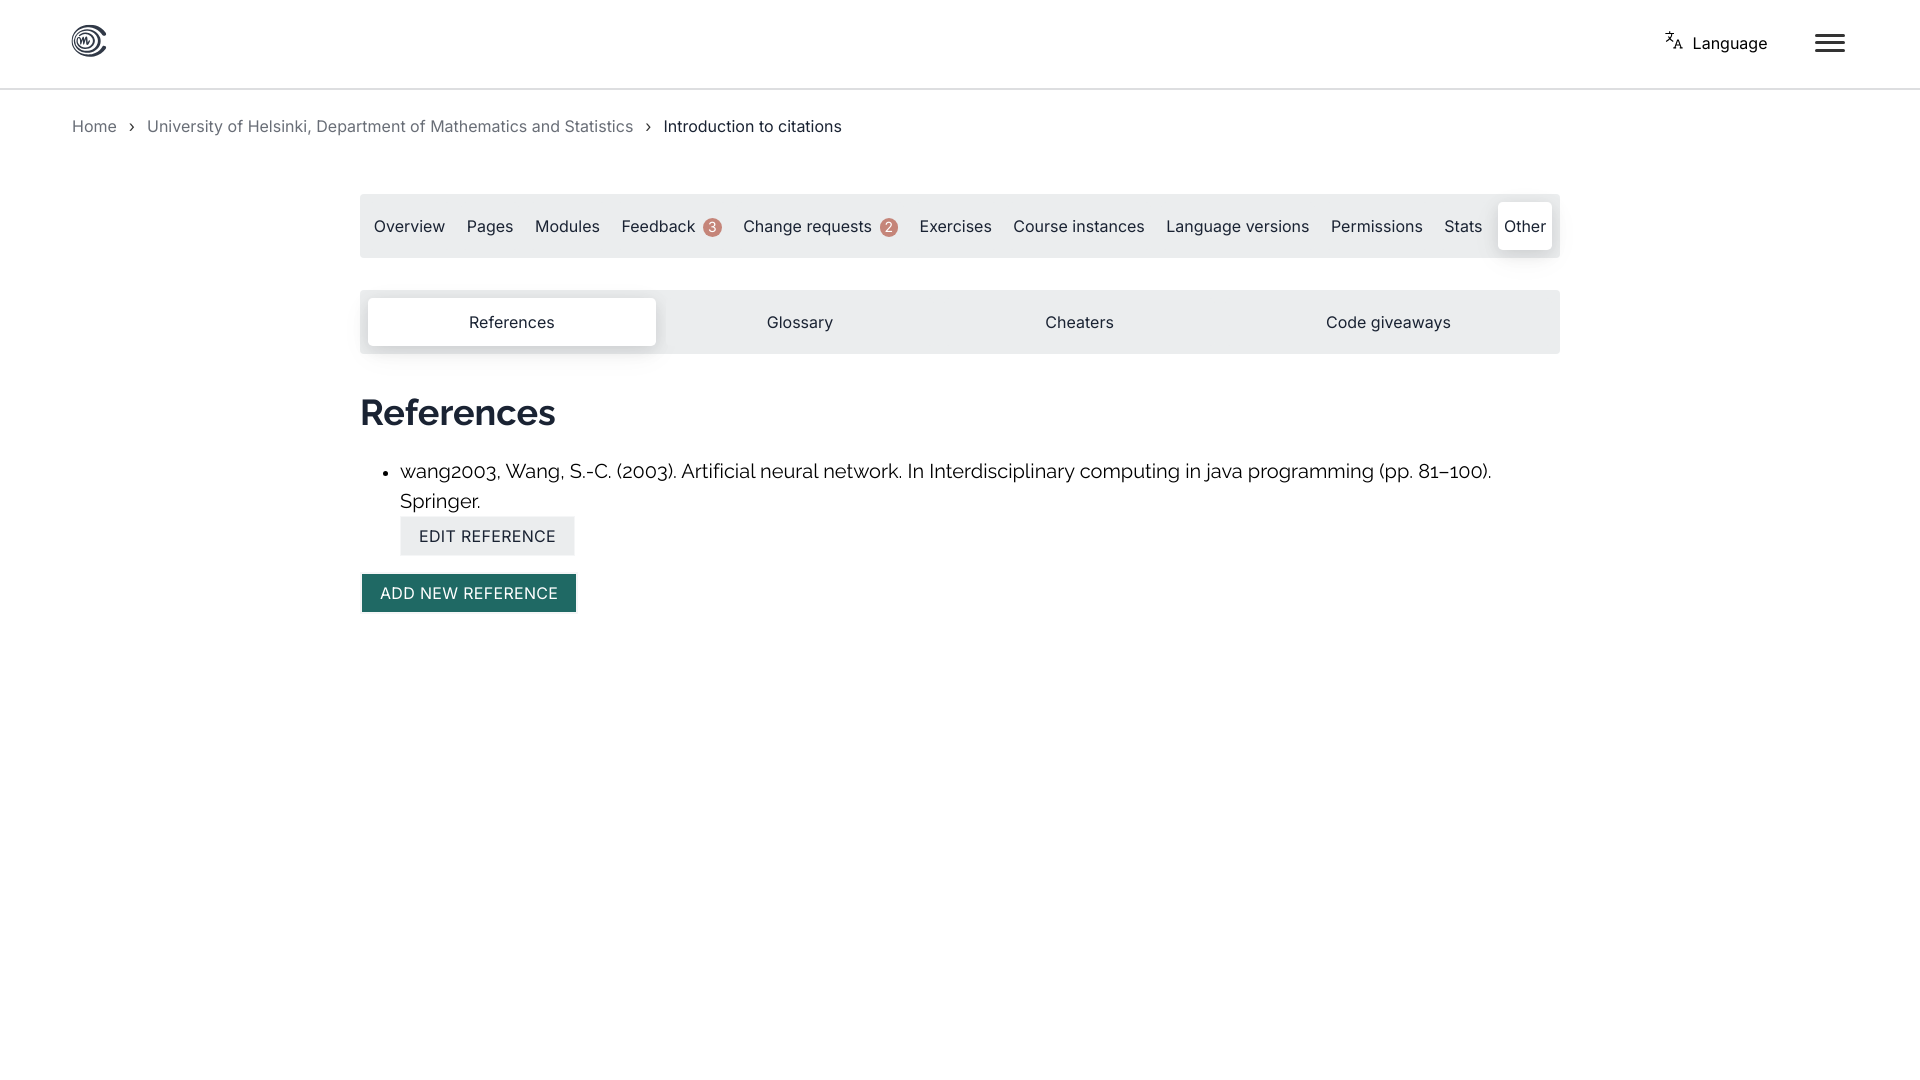 Language
Home › University of Helsinki, Department of Mathematics and Statistics › Introduction to citations
Overview Pages Modules Feedback 3 Change requests 2 Exercises Course instances Language versions Permissions Stats Other
References Glossary Cheaters Code giveaways
References
• wang2003, Wang, S.-C. (2003). Artificial neural network. In Interdisciplinary computing in java programming (pp. 81–100).
Springer.
EDIT REFERENCE
ADD NEW REFERENCE